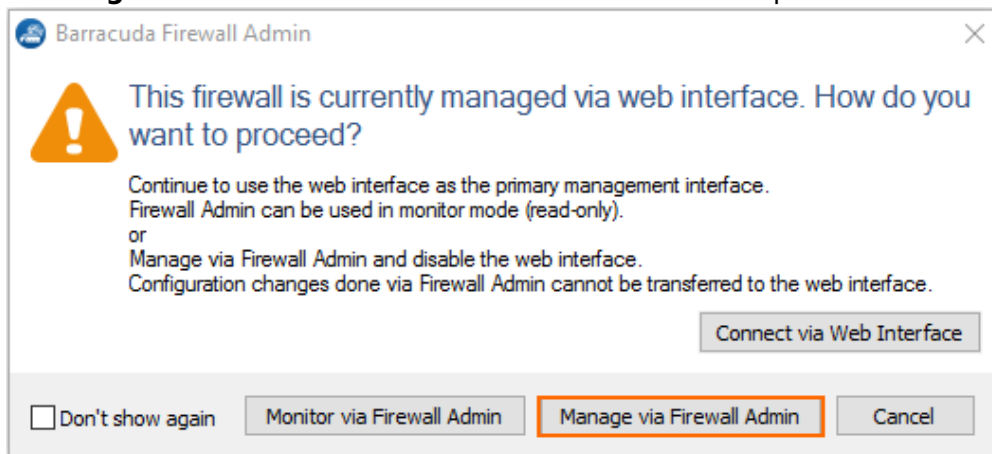 Barracuda Firewall Admin
This firewall is currently managed via web interface. How do you
want to proceed?
Continue to use the web interface as the primary management interface.
Firewall Admin can be used in monitor mode (read-only).
or
Manage via Firewall Admin and disable the web interface.
Configuration changes done via Firewall Admin cannot be transferred to the web interface.
Connect via Web Interface
Don't show again Monitor via Firewall Admin Manage via Firewall Admin Cancel